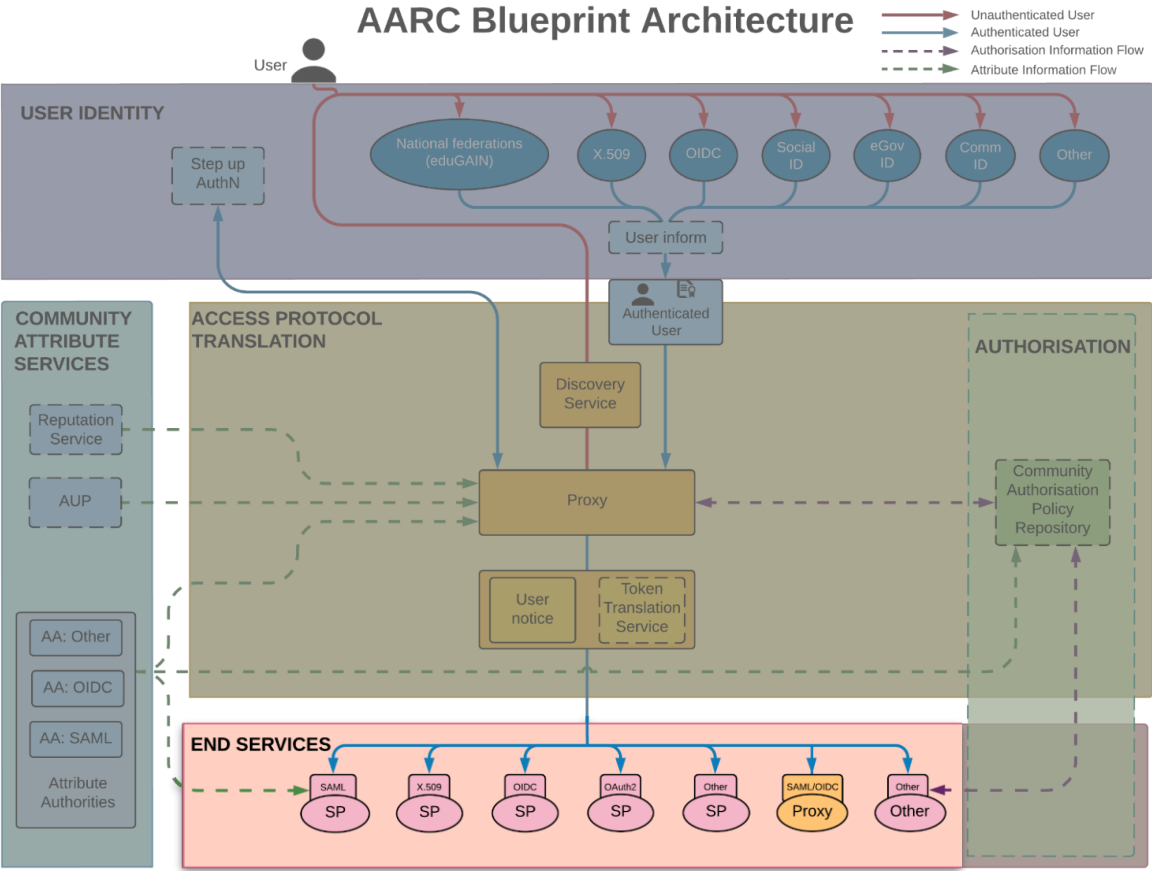 AARC Blueprint Architecture
Unauthenticated User
Authenticated User
Authorisation Information Flow
Attribute Information Flow
User
USER IDENTITY
Step up
AuthN
National federations
(eduGAIN)
X.509
OIDC
Social
ID
eGov
ID
Comm
ID
Other
User inform
Authenticated
User
COMMUNITY
ATTRIBUTE
SERVICES
ACCESS PROTOCOL
TRANSLATION
AUTHORISATION
Discovery
Service
Reputation
Service
AUP
Proxy
Community
Authorisation
Policy
Repository
User
notice
Token
Translation
Service
AA: Other
AA: OIDC
AA: SAML
Attribute
Authorities
END SERVICES
SAML
SP
X.509
SP
OIDC
SP
OAuth2
SP
Other
SP
SAML/OIDC
Proxy
Other
Other